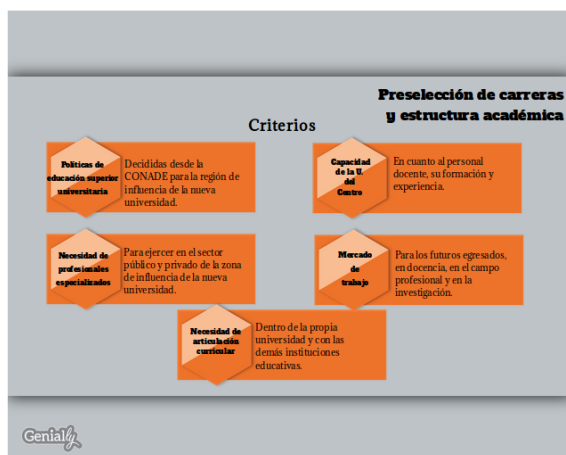 Preselección de carreras
y estructura académica
Criterios
Políticas de
educación superior
universitaria
Decididas desde la
CONADE para la región de
influencia de la nueva
universidad.
Capacidad
de la U.
del
Centro
En cuanto al personal
docente, su formación y
experiencia.
Necesidad de
profesionales
especializados
Para ejercer en el sector
público y privado de la zona
de influencia de la nueva
universidad.
Mercado
de
trabajo
Para los futuros egresados,
en docencia, en el campo
profesional y en la
investigación.
Necesidad de
articulación
curricular
Dentro de la propia
universidad y con las
demás instituciones
educativas.
Genially